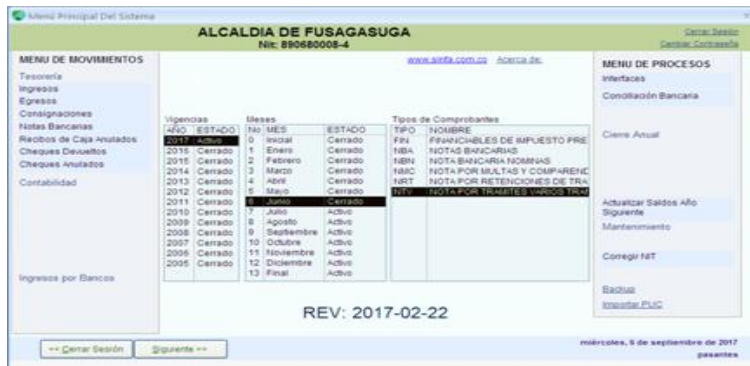 Menú Principal Del Sistema
ALCALDIA DE FUSAGASUGA
Nit: 890680008-4
Cerrar Sesión
Cambiar Contraseña
MENU DE MOVIMIENTOS
Tesorería
Ingresos
Egresos
Consignaciones
Notas Bancarias
Recibos de Caja Anulados
Cheques Devueltos
Cheques Anulados
Contabilidad
Ingresos por Bancos
www.sinfa.com.co Acerca de:
Vigencias
AÑO ESTADO
2017 Activo
2016 Cerrado
2015 Cerrado
2014 Cerrado
2013 Cerrado
2012 Cerrado
2011 Cerrado
2010 Cerrado
2009 Cerrado
2008 Cerrado
2007 Cerrado
2006 Cerrado
2005 Cerrado
Meses
No MES ESTADO
0 Inicial Cerrado
1 Enero Cerrado
2 Febrero Cerrado
3 Marzo Cerrado
4 Abril Cerrado
5 Mayo Cerrado
6 Junio Cerrado
7 Julio Activo
8 Agosto Activo
9 Septiembre Activo
10 Octubre Activo
11 Noviembre Activo
12 Diciembre Activo
13 Final Activo
Tipos de Comprobantes
TIPO NOMBRE
FIN FINANCIABLES DE IMPUESTO PRE
NBA NOTAS BANCARIAS
NBN NOTA BANCARIA NOMINAS
NMC NOTA POR MULTAS Y COMPAREND
NRT NOTA POR RETENCIONES DE TRA
NTV NOTA POR TRAMITES VARIOS TRAN
MENU DE PROCESOS
Interfaces
Conciliación Bancaria
Cierre Anual
Actualizar Saldos Año
Siguiente
Mantenimiento
Corregir NIT
Backup
Importar PUC
REV: 2017-02-22
<< Cerrar Sesión
Siguiente >>
miércoles, 6 de septiembre de 2017
pasantes